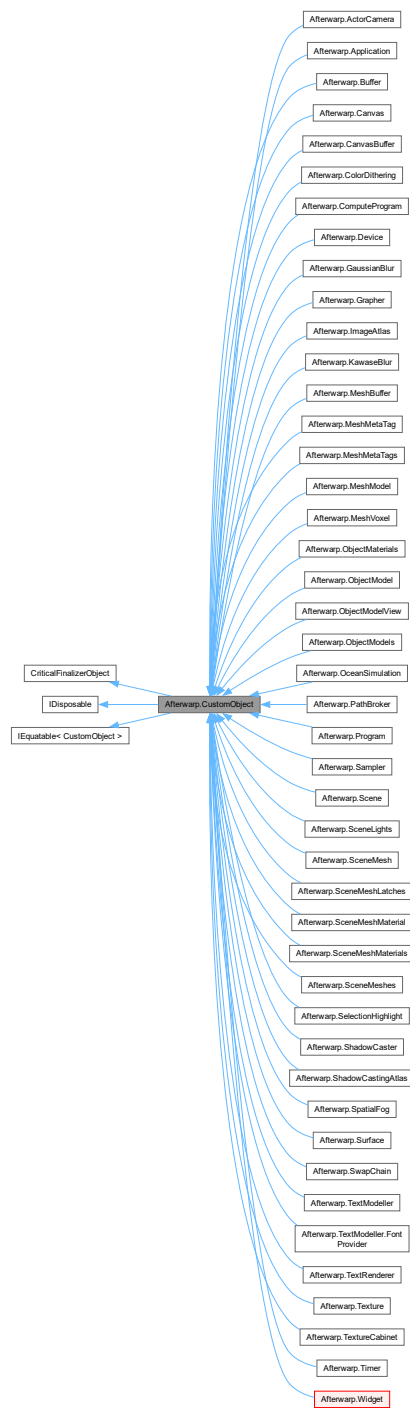 Afterwarp.ActorCamera
Afterwarp.Application
Afterwarp.Buffer
Afterwarp.Canvas
Afterwarp.CanvasBuffer
Afterwarp.ColorDithering
Afterwarp.ComputeProgram
Afterwarp.Device
Afterwarp.GaussianBlur
Afterwarp.Grapher
Afterwarp.ImageAtlas
Afterwarp.KawaseBlur
Afterwarp.MeshBuffer
Afterwarp.MeshMetaTag
Afterwarp.MeshMetaTags
Afterwarp.MeshModel
Afterwarp.MeshVoxel
Afterwarp.ObjectMaterials
Afterwarp.ObjectModel
Afterwarp.ObjectModelView
Afterwarp.ObjectModels
CriticalFinalizerObject
Afterwarp.OceanSimulation
IDisposable
Afterwarp.CustomObject
Afterwarp.PathBroker
IEquatable< CustomObject >
Afterwarp.Program
Afterwarp.Sampler
Afterwarp.Scene
Afterwarp.SceneLights
Afterwarp.SceneMesh
Afterwarp.SceneMeshLatches
Afterwarp.SceneMeshMaterial
Afterwarp.SceneMeshMaterials
Afterwarp.SceneMeshes
Afterwarp.SelectionHighlight
Afterwarp.ShadowCaster
Afterwarp.ShadowCastingAtlas
Afterwarp.SpatialFog
Afterwarp.Surface
Afterwarp.SwapChain
Afterwarp.TextModeller
Afterwarp.TextModeller.Font
Provider
Afterwarp.TextRenderer
Afterwarp.Texture
Afterwarp.TextureCabinet
Afterwarp.Timer
Afterwarp.Widget